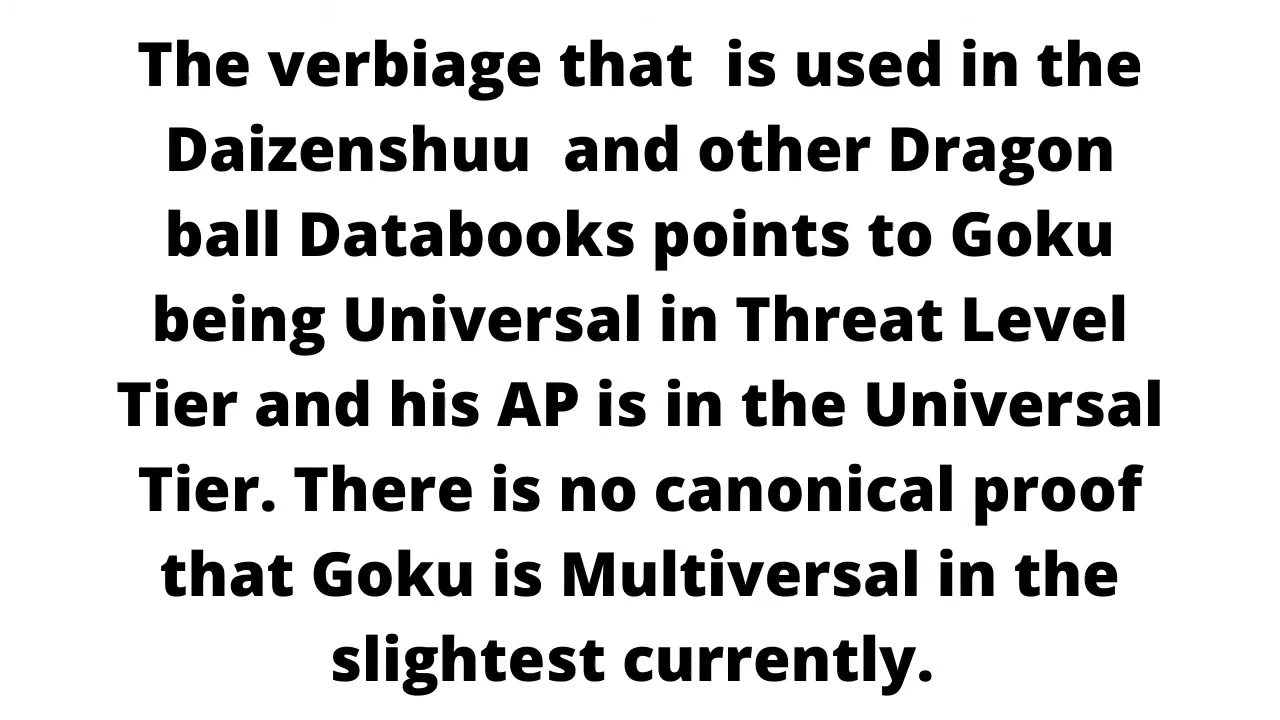 The verbiage that  is used in the
Daizenshuu  and other Dragon
ball Databooks points to Goku
being Universal in Threat Level
Tier and his AP is in the Universal
Tier. There is no canonical proof
that Goku is Multiversal in the
slightest currently.